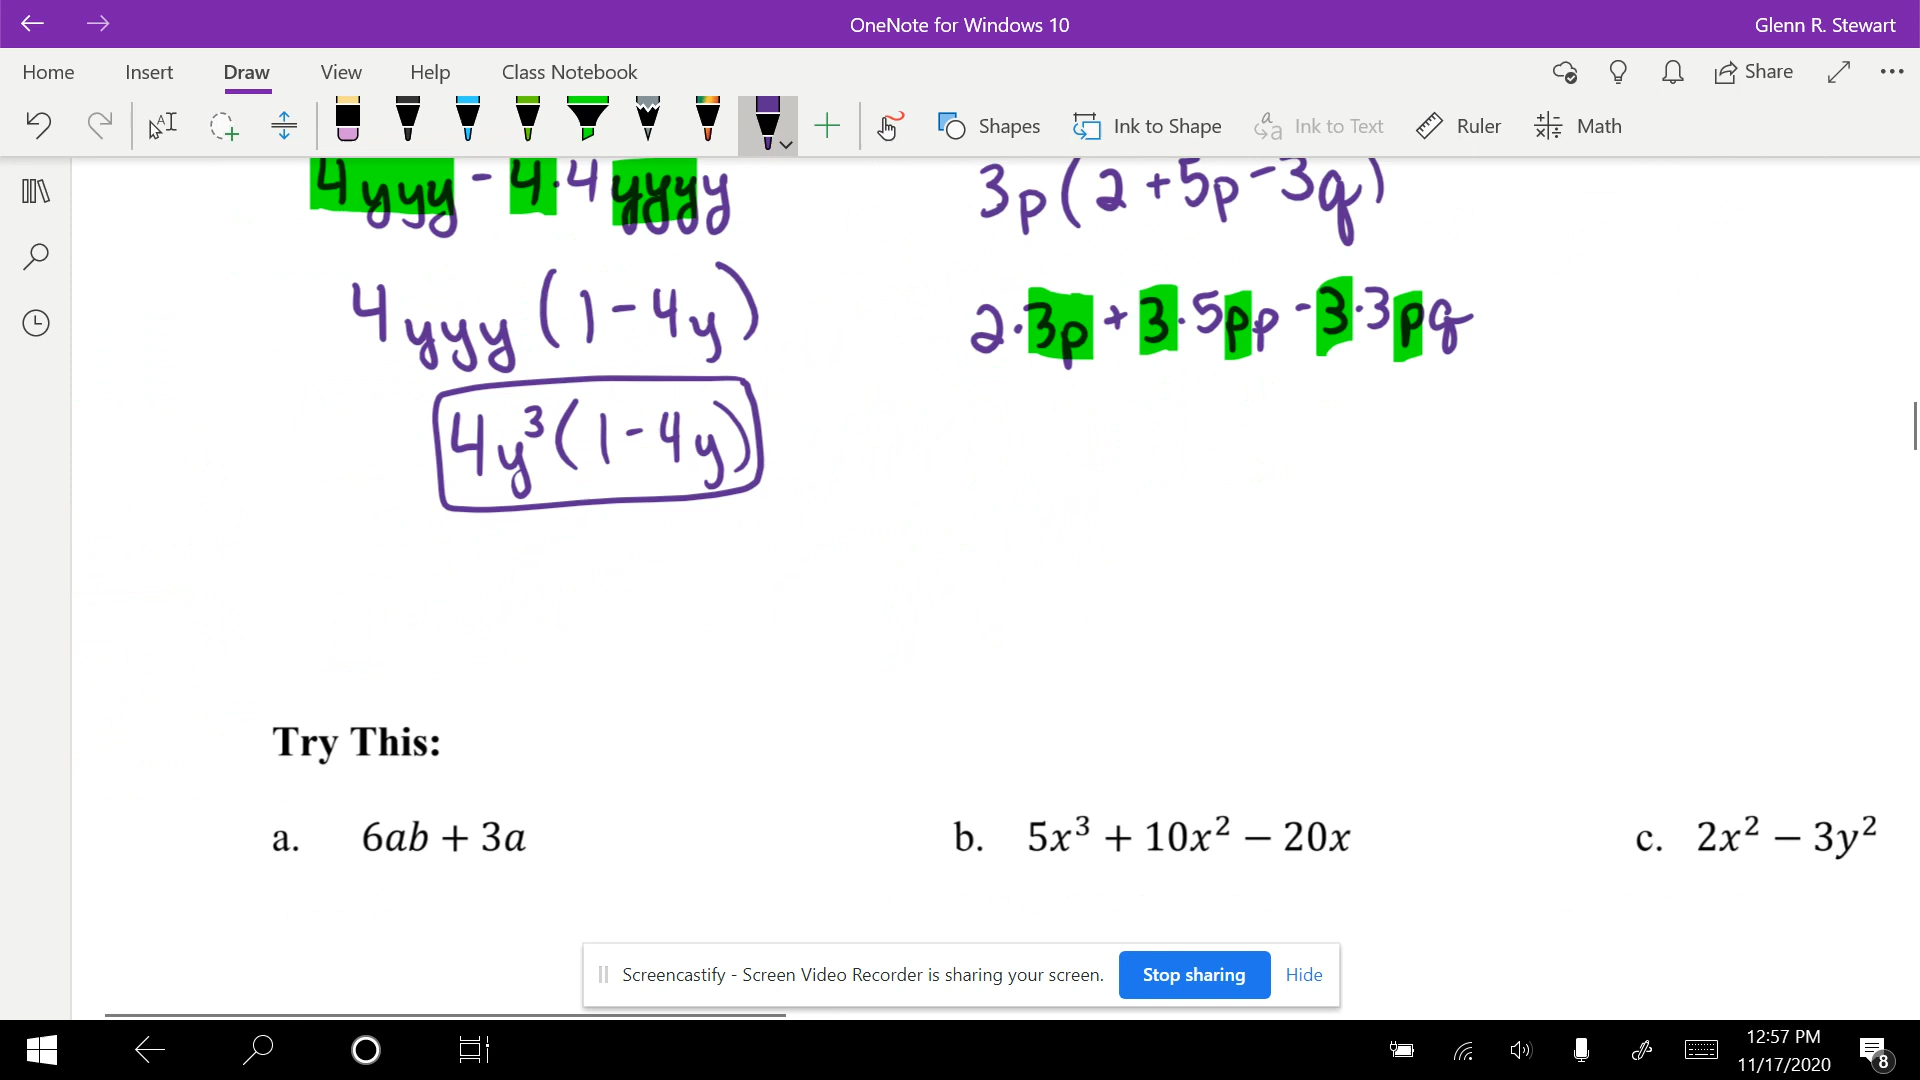 OneNote for Windows 10
Glenn R. Stewart
Home Insert Draw View Help Class Notebook Share
Shapes Ink to Shape Ink to Text Ruler Math
4yyy - 4·4yyyy
3p(2+5p-3q)
4yyy(1-4y)
2·3p+3·5pp-3·3pq
4y³(1-4y)
Try This:
a. 6ab + 3a
b. 5x³ + 10x² − 20x
c. 2x² − 3y²
Screencastify - Screen Video Recorder is sharing your screen. Stop sharing Hide
12:57 PM
11/17/2020
8